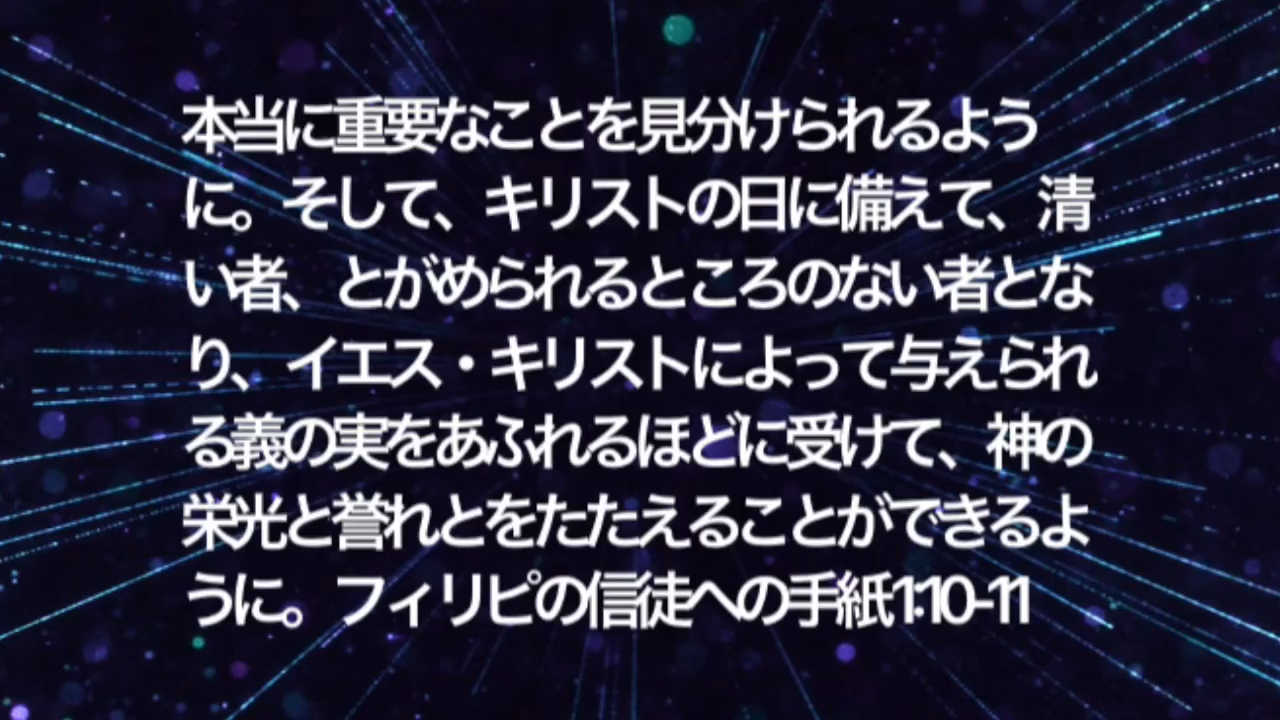 本当に重要なことを見分けられるよう
に。そして、キリストの日に備えて、清
い者、とがめられるところのない者とな
り、イエス・キリストによって与えられ
る義の実をあふれるほどに受けて、神の
栄光と誉れとをたたえることができるよ
うに。フィリピの信徒への手紙1:10-11